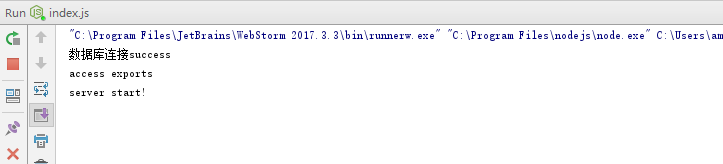 Run index.js
"C:\Program Files\JetBrains\WebStorm 2017.3.3\bin\runnerw.exe" "C:\Program Files\nodejs\node.exe" C:\Users\am
数据库连接success
access exports
server start!